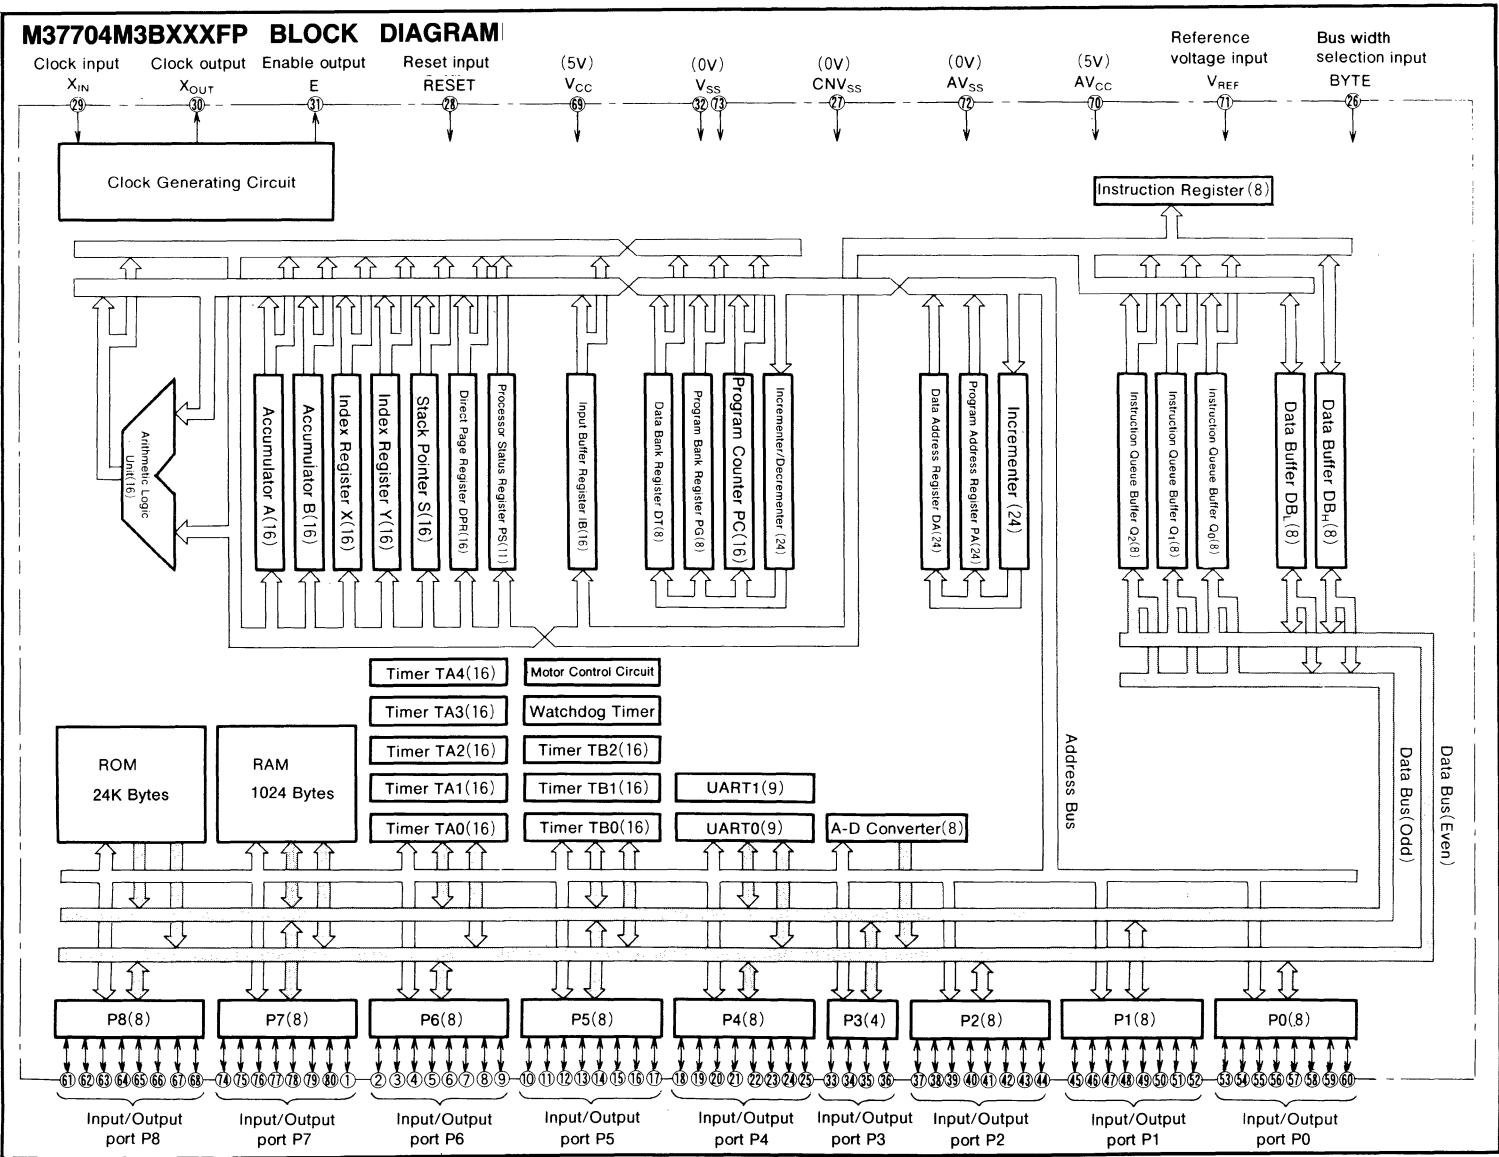 M37704M3BXXXFP BLOCK DIAGRAM
Clock input
XIN
Clock output
XOUT
Enable output
E
Reset input
RESET
(5V)
VCC
(0V)
VSS
(0V)
CNVSS
(0V)
AVSS
(5V)
AVCC
Reference
voltage input
VREF
Bus width
selection input
BYTE
29 30 31 28 69 32 73 27 72 70 71 26
Clock Generating Circuit
Instruction Register(8)
Arithmetic Logic
Unit(16)
Accumulator A(16)
Accumulator B(16)
Index Register X(16)
Index Register Y(16)
Stack Pointer S(16)
Direct Page Register DPR(16)
Processor Status Register PS(11)
Input Buffer Register IB(16)
Data Bank Register DT(8)
Program Bank Register PG(8)
Program Counter PC(16)
Incrementer/Decrementer(24)
Data Address Register DA(24)
Program Address Register PA(24)
Incrementer(24)
Instruction Queue Buffer Q2(8)
Instruction Queue Buffer Q1(8)
Instruction Queue Buffer Q0(8)
Data Buffer DBL(8)
Data Buffer DBH(8)
Timer TA4(16)
Motor Control Circuit
Timer TA3(16)
Watchdog Timer
ROM
24K Bytes
RAM
1024 Bytes
Timer TA2(16)
Timer TB2(16)
Timer TA1(16)
Timer TB1(16)
UART1(9)
Timer TA0(16)
Timer TB0(16)
UART0(9)
A-D Converter(8)
Address Bus
Data Bus(Odd)
Data Bus(Even)
P8(8)
P7(8)
P6(8)
P5(8)
P4(8)
P3(4)
P2(8)
P1(8)
P0(8)
61 62 63 64 65 66 67 68
74 75 76 77 78 79 80 1
2 3 4 5 6 7 8 9
10 11 12 13 14 15 16 17
18 19 20 21 22 23 24 25
33 34 35 36
37 38 39 40 41 42 43 44
45 46 47 48 49 50 51 52
53 54 55 56 57 58 59 60
Input/Output
port P8
Input/Output
port P7
Input/Output
port P6
Input/Output
port P5
Input/Output
port P4
Input/Output
port P3
Input/Output
port P2
Input/Output
port P1
Input/Output
port P0